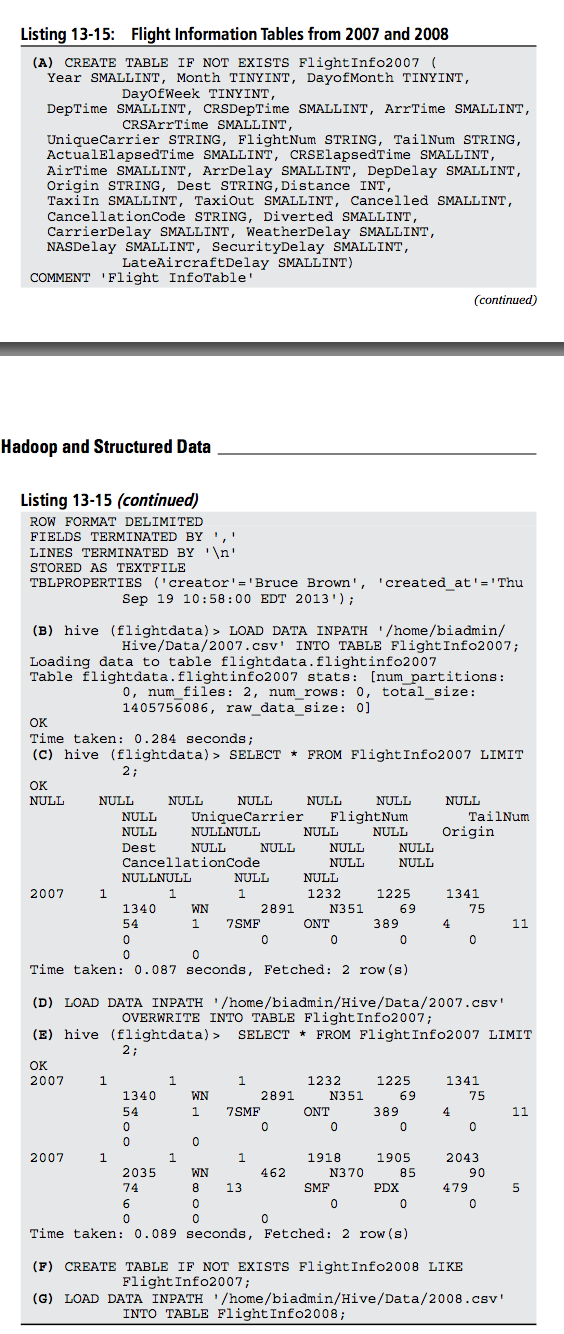 Listing 13-15: Flight Information Tables from 2007 and 2008
(A) CREATE TABLE IF NOT EXISTS FlightInfo2007 (
Year SMALLINT, Month TINYINT, DayofMonth TINYINT,
DayOfWeek TINYINT,
DepTime SMALLINT, CRSDepTime SMALLINT, ArrTime SMALLINT,
CRSArrTime SMALLINT,
UniqueCarrier STRING, FlightNum STRING, TailNum STRING,
ActualElapsedTime SMALLINT, CRSElapsedTime SMALLINT,
AirTime SMALLINT, ArrDelay SMALLINT, DepDelay SMALLINT,
Origin STRING, Dest STRING,Distance INT,
TaxiIn SMALLINT, TaxiOut SMALLINT, Cancelled SMALLINT,
CancellationCode STRING, Diverted SMALLINT,
CarrierDelay SMALLINT, WeatherDelay SMALLINT,
NASDelay SMALLINT, SecurityDelay SMALLINT,
LateAircraftDelay SMALLINT)
COMMENT 'Flight InfoTable'
(continued)
Hadoop and Structured Data
Listing 13-15 (continued)
ROW FORMAT DELIMITED
FIELDS TERMINATED BY ','
LINES TERMINATED BY '\n'
STORED AS TEXTFILE
TBLPROPERTIES ('creator'='Bruce Brown', 'created_at'='Thu
Sep 19 10:58:00 EDT 2013');
(B) hive (flightdata)> LOAD DATA INPATH '/home/biadmin/
Hive/Data/2007.csv' INTO TABLE FlightInfo2007;
Loading data to table flightdata.flightinfo2007
Table flightdata.flightinfo2007 stats: [num_partitions:
0, num_files: 2, num_rows: 0, total_size:
1405756086, raw_data_size: 0]
OK
Time taken: 0.284 seconds;
(C) hive (flightdata)> SELECT * FROM FlightInfo2007 LIMIT
2;
OK
NULL NULL NULL NULL NULL NULL NULL
NULL UniqueCarrier FlightNum TailNum
NULL NULLNULL NULL NULL Origin
Dest NULL NULL NULL NULL
CancellationCode NULL NULL
NULLNULL NULL NULL
2007 1 1 1 1232 1225 1341
1340 WN 2891 N351 69 75
54 1 7SMF ONT 389 4 11
0 0 0 0 0
0 0
Time taken: 0.087 seconds, Fetched: 2 row(s)
(D) LOAD DATA INPATH '/home/biadmin/Hive/Data/2007.csv'
OVERWRITE INTO TABLE FlightInfo2007;
(E) hive (flightdata)> SELECT * FROM FlightInfo2007 LIMIT
2;
OK
2007 1 1 1 1232 1225 1341
1340 WN 2891 N351 69 75
54 1 7SMF ONT 389 4 11
0 0 0 0 0
0 0
2007 1 1 1 1918 1905 2043
2035 WN 462 N370 85 90
74 8 13 SMF PDX 479 5
6 0 0 0 0
0 0 0
Time taken: 0.089 seconds, Fetched: 2 row(s)
(F) CREATE TABLE IF NOT EXISTS FlightInfo2008 LIKE
FlightInfo2007;
(G) LOAD DATA INPATH '/home/biadmin/Hive/Data/2008.csv'
INTO TABLE FlightInfo2008;